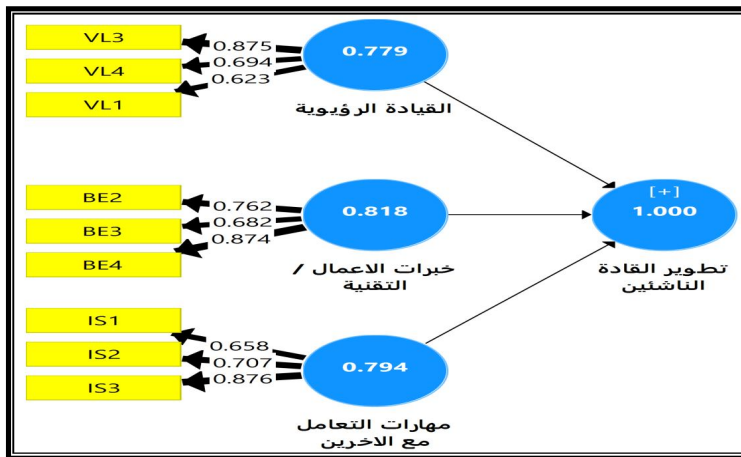 VL3
VL4
VL1
0.875
0.694
0.623
0.779
القيادة الرؤيوية
BE2
BE3
BE4
0.762
0.682
0.874
0.818
خبرات الاعمال /
التقنية
[+]
1.000
تطوير القادة
الناشئين
IS1
IS2
IS3
0.658
0.707
0.876
0.794
مهارات التعامل
مع الاخرين